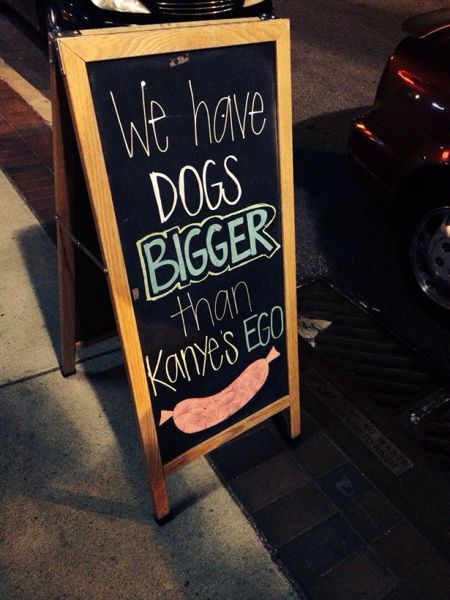 We have
DOGS
BIGGER
than
Kanye's EGO